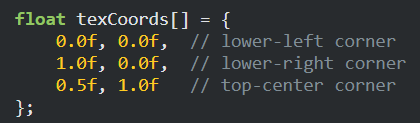 float texCoords[] = {
    0.0f, 0.0f,  // lower-left corner
    1.0f, 0.0f,  // lower-right corner
    0.5f, 1.0f   // top-center corner
};